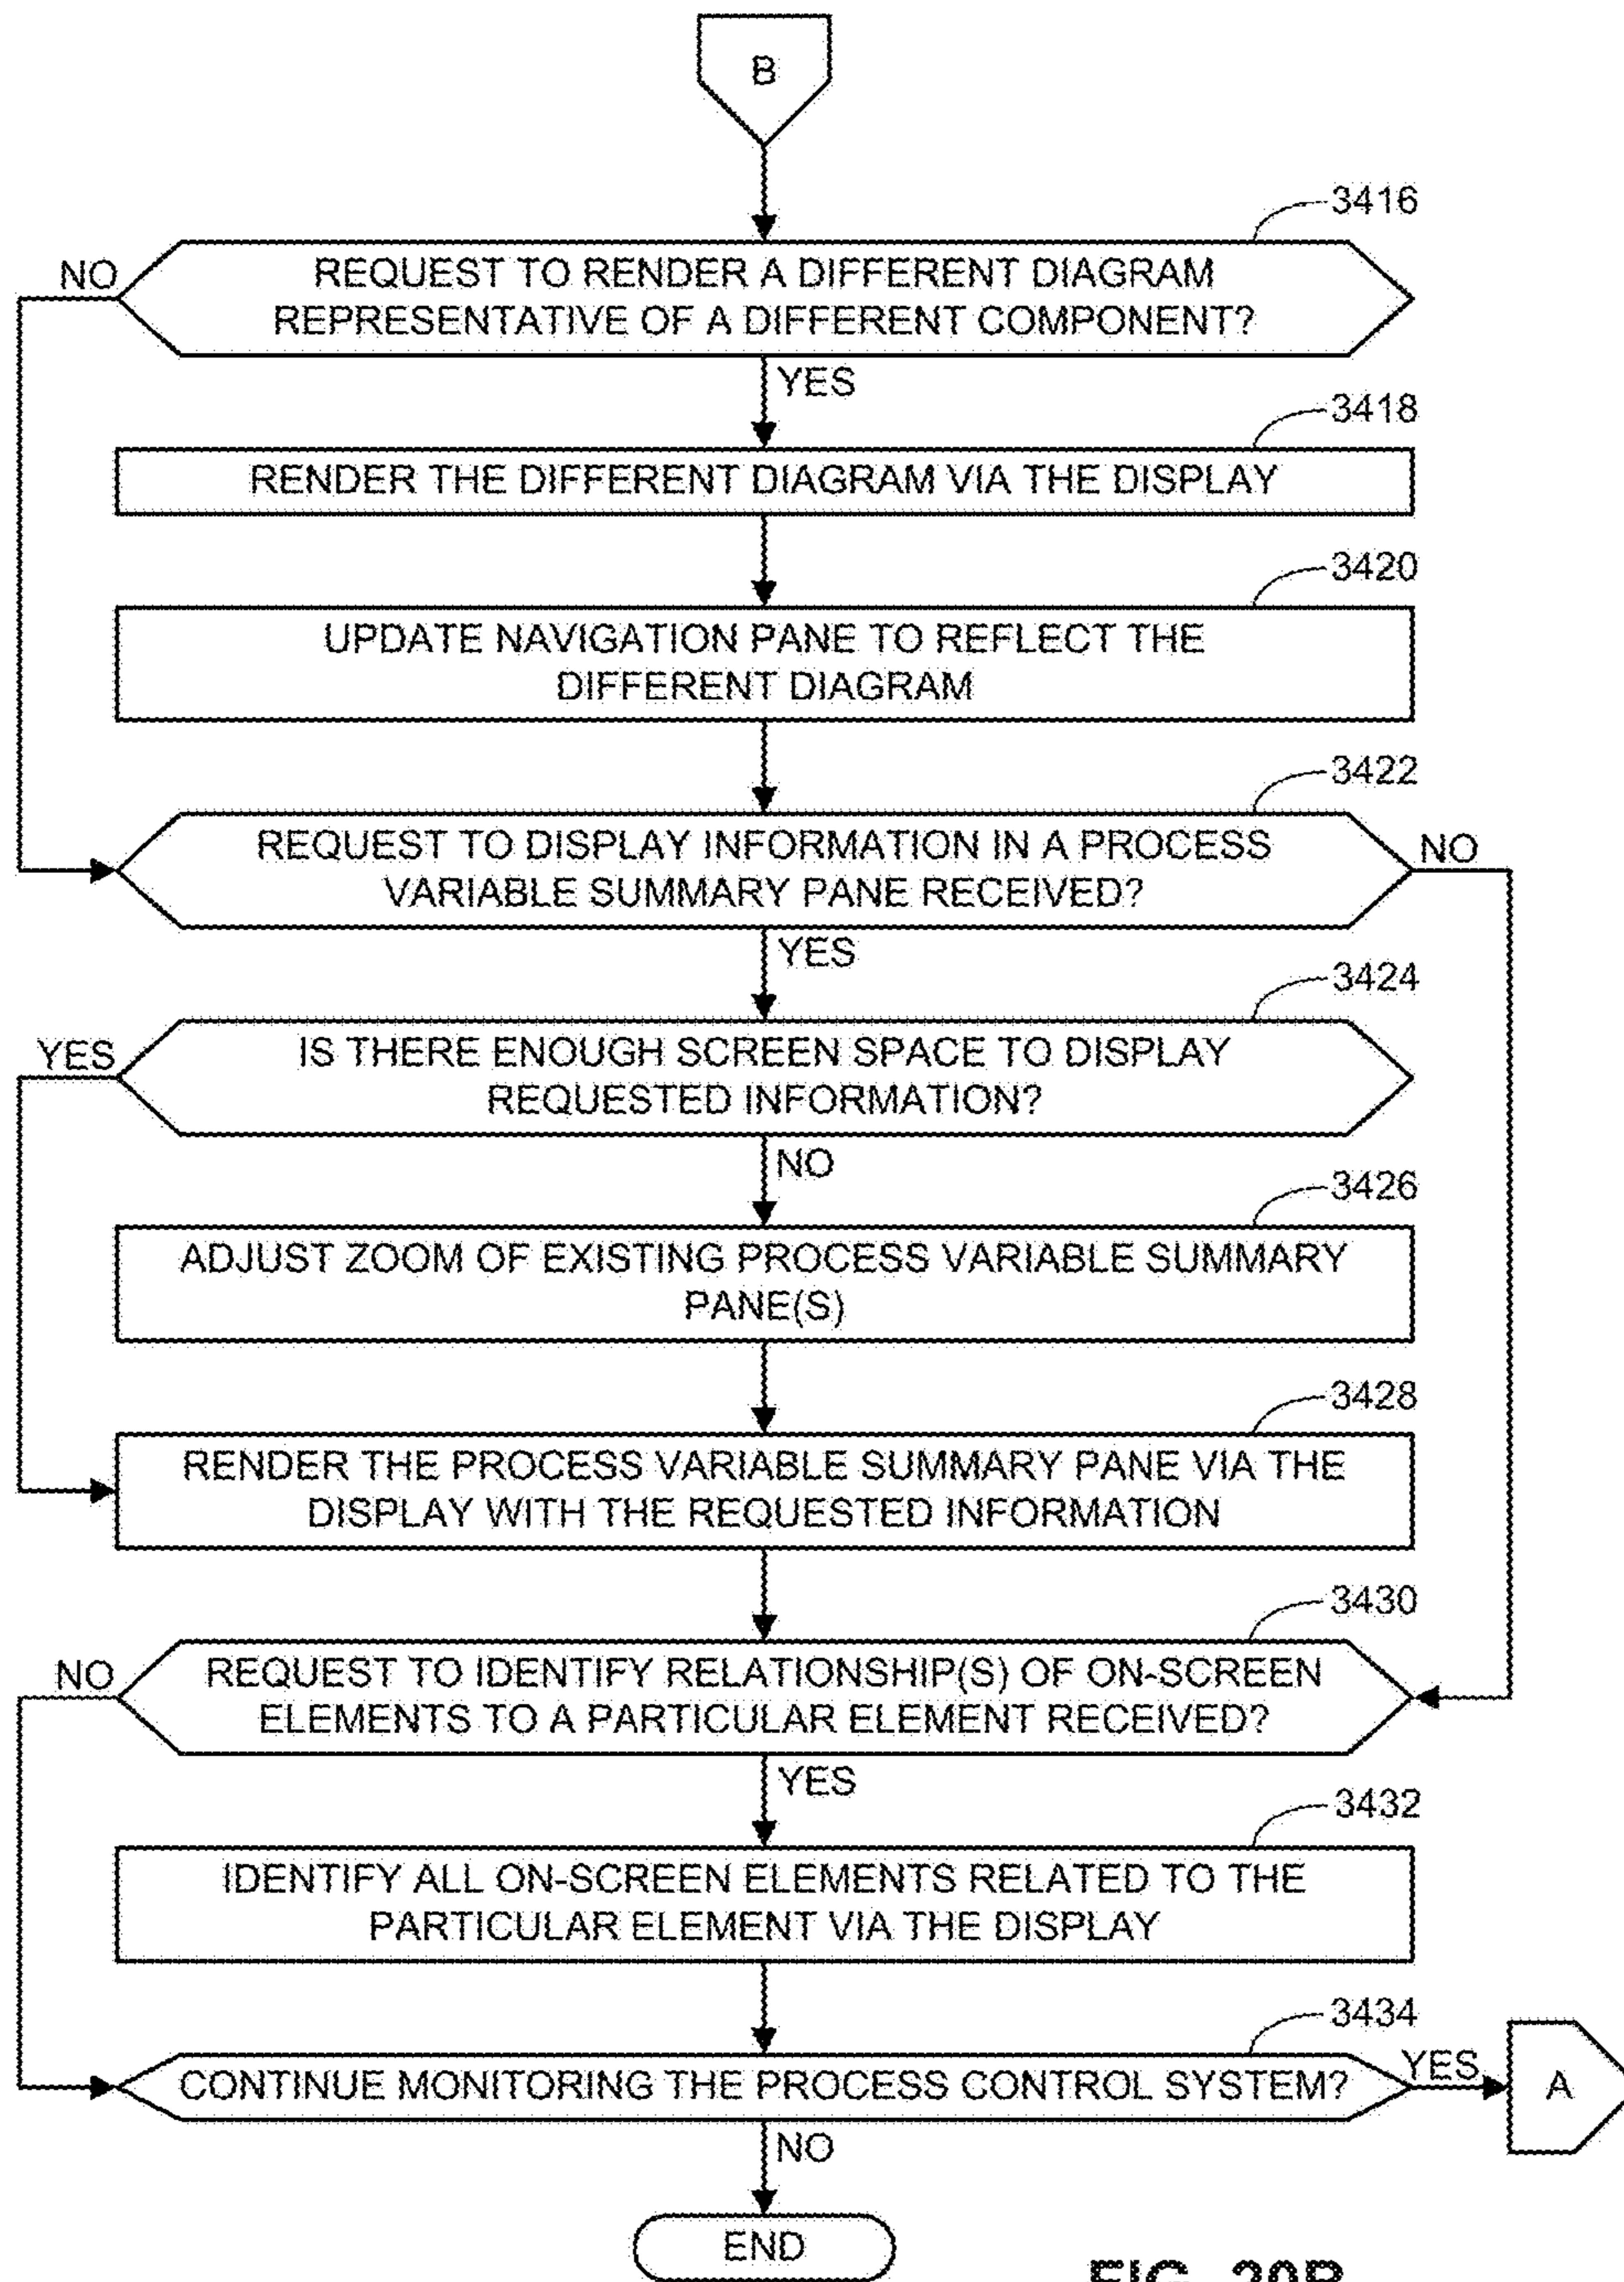 B
3416
NO
REQUEST TO RENDER A DIFFERENT DIAGRAM
REPRESENTATIVE OF A DIFFERENT COMPONENT?
YES
3418
RENDER THE DIFFERENT DIAGRAM VIA THE DISPLAY
3420
UPDATE NAVIGATION PANE TO REFLECT THE
DIFFERENT DIAGRAM
3422
REQUEST TO DISPLAY INFORMATION IN A PROCESS
VARIABLE SUMMARY PANE RECEIVED?
NO
YES
3424
YES
IS THERE ENOUGH SCREEN SPACE TO DISPLAY
REQUESTED INFORMATION?
NO
3426
ADJUST ZOOM OF EXISTING PROCESS VARIABLE SUMMARY
PANE(S)
3428
RENDER THE PROCESS VARIABLE SUMMARY PANE VIA THE
DISPLAY WITH THE REQUESTED INFORMATION
3430
NO
REQUEST TO IDENTIFY RELATIONSHIP(S) OF ON-SCREEN
ELEMENTS TO A PARTICULAR ELEMENT RECEIVED?
YES
3432
IDENTIFY ALL ON-SCREEN ELEMENTS RELATED TO THE
PARTICULAR ELEMENT VIA THE DISPLAY
3434
CONTINUE MONITORING THE PROCESS CONTROL SYSTEM?
YES
A
NO
END
FIG.